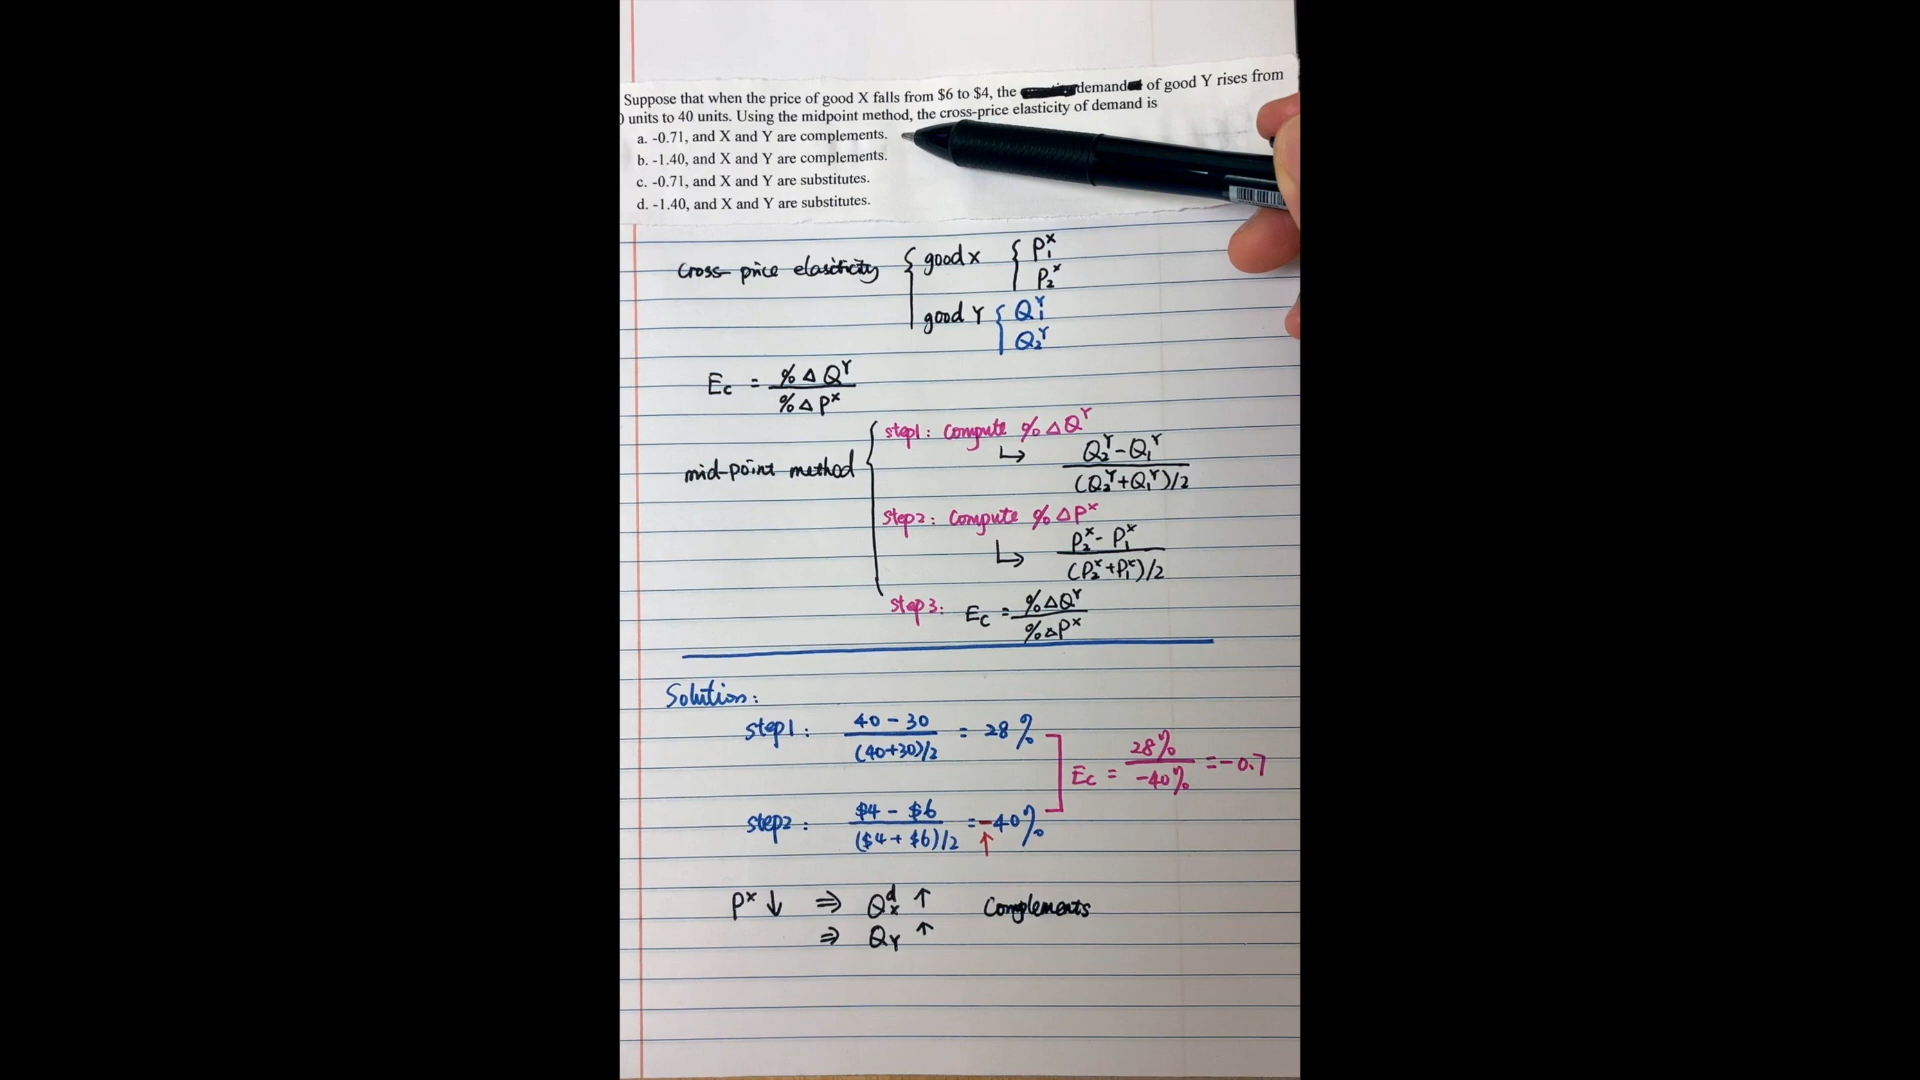 Suppose that when the price of good X falls from $6 to $4, the demand of good Y rises from
units to 40 units. Using the midpoint method, the cross-price elasticity of demand is
a. -0.71, and X and Y are complements.
b. -1.40, and X and Y are complements.
c. -0.71, and X and Y are substitutes.
d. -1.40, and X and Y are substitutes.
cross-price elasticity { good x { P₁ˣ
P₂ˣ
good Y { Q₁ʸ
Q₂ʸ
Ec = %ΔQʸ
%ΔPˣ
mid-point method { step1: Compute %ΔQʸ
↳ Q₂ʸ-Q₁ʸ
(Q₂ʸ+Q₁ʸ)/2
step2: Compute %ΔPˣ
↳ P₂ˣ-P₁ˣ
(P₂ˣ+P₁ˣ)/2
step3: Ec = %ΔQʸ
%ΔPˣ
Solution:
step1: 40-30 = 28%
(40+30)/2
step2: $4-$6 = -40%
($4+$6)/2 ↑
Ec = 28% = -0.7
-40%
Pˣ↓ ⇒ Qₓᵈ ↑ Complements
⇒ QY ↑